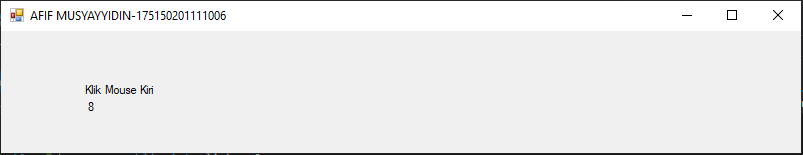 AFIF MUSYAYYIDIN-175150201111006
Klik Mouse Kiri
8